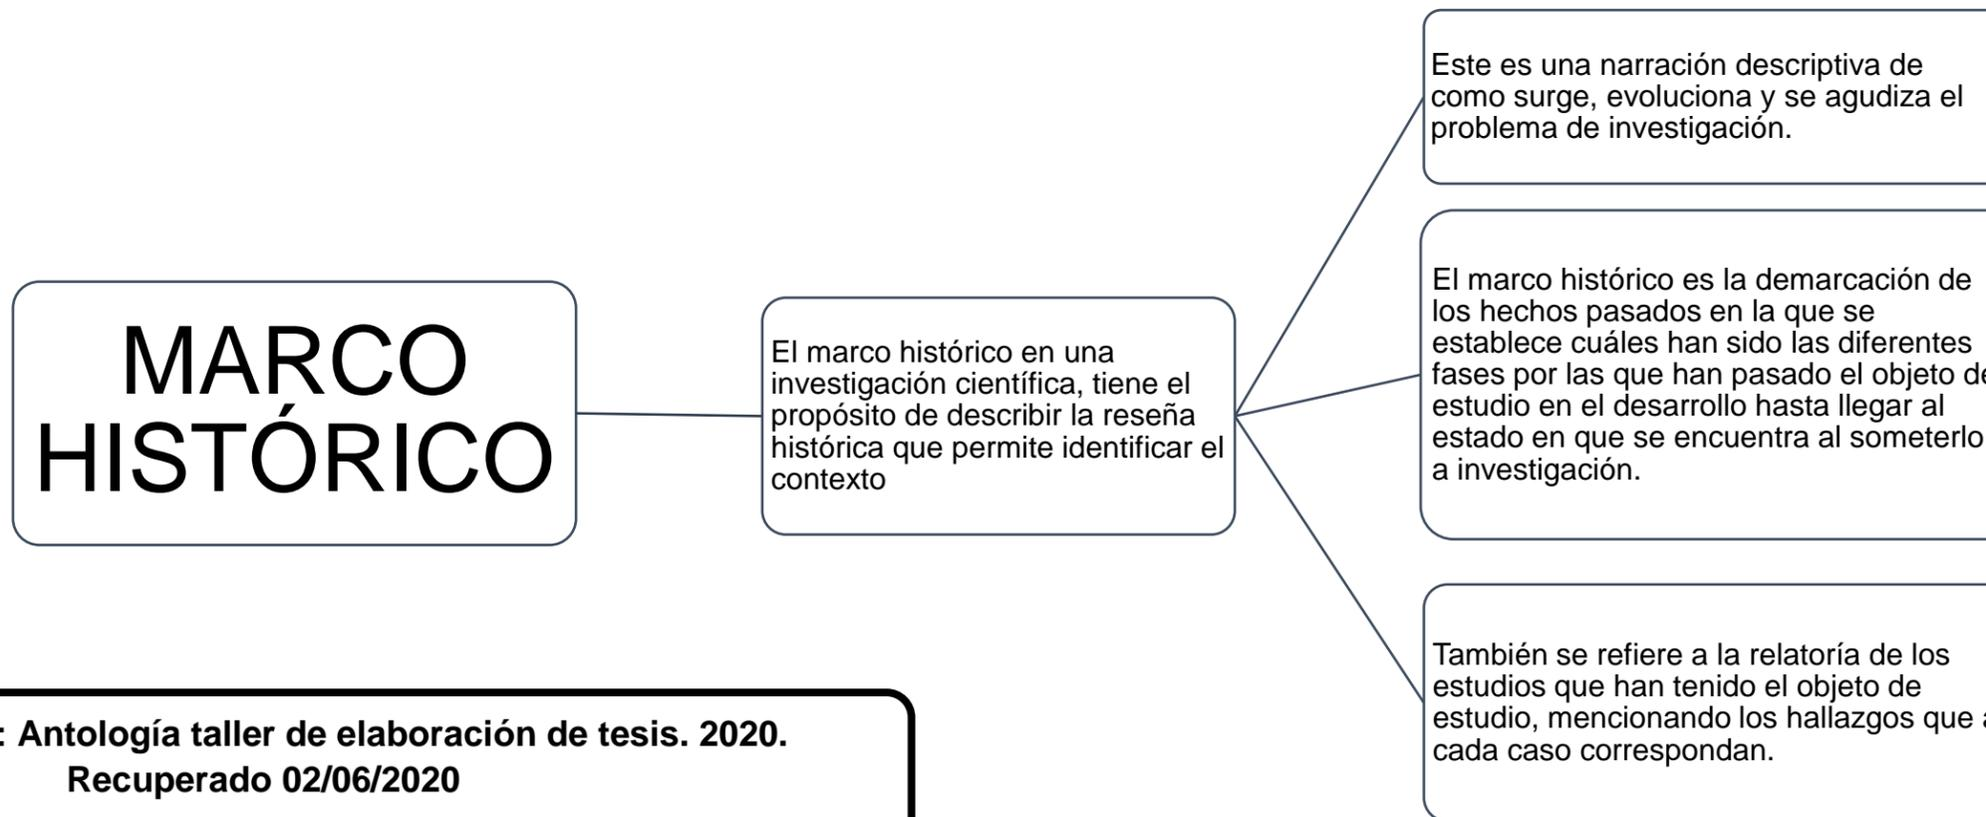 MARCO
HISTÓRICO
El marco histórico en una
investigación científica, tiene el
propósito de describir la reseña
histórica que permite identificar el
contexto
Este es una narración descriptiva de
como surge, evoluciona y se agudiza el
problema de investigación.
El marco histórico es la demarcación de
los hechos pasados en la que se
establece cuáles han sido las diferentes
fases por las que han pasado el objeto de
estudio en el desarrollo hasta llegar al
estado en que se encuentra al someterlo
a investigación.
También se refiere a la relatoría de los
estudios que han tenido el objeto de
estudio, mencionando los hallazgos que a
cada caso correspondan.
: Antología taller de elaboración de tesis. 2020.
Recuperado 02/06/2020